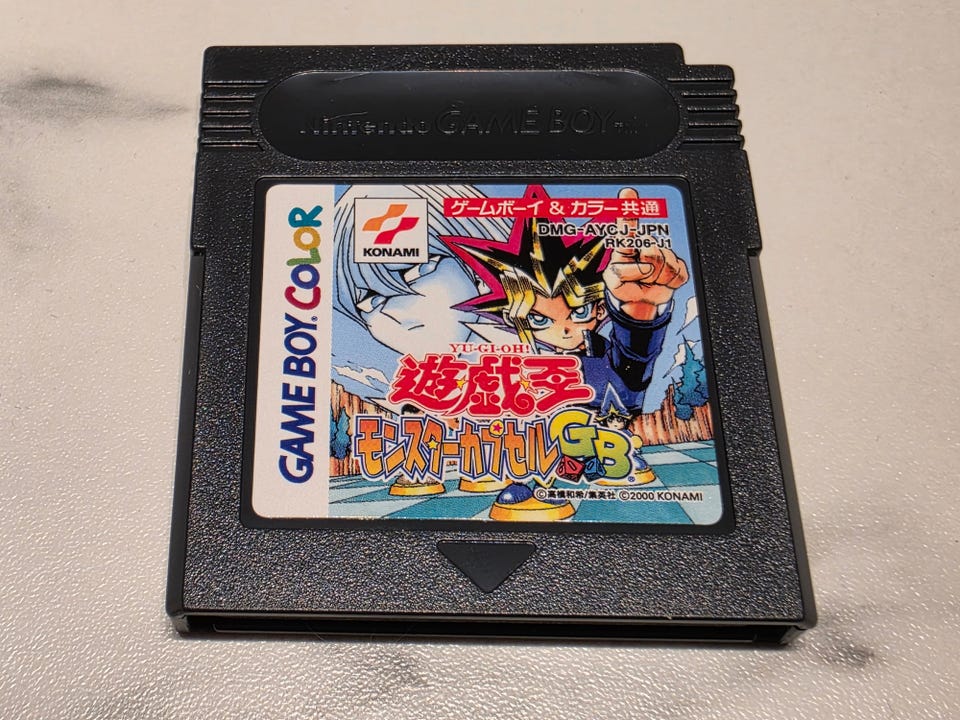 Nintendo GAME BOY TM
GAME BOY COLOR
KONAMI
ゲームボーイ & カラー共通
DMG-AYCJ-JPN
RK206-J1
YU-GI-OH!
遊☆戯☆王
モンスターカプセルGB
©高橋和希/集英社 ©2000 KONAMI